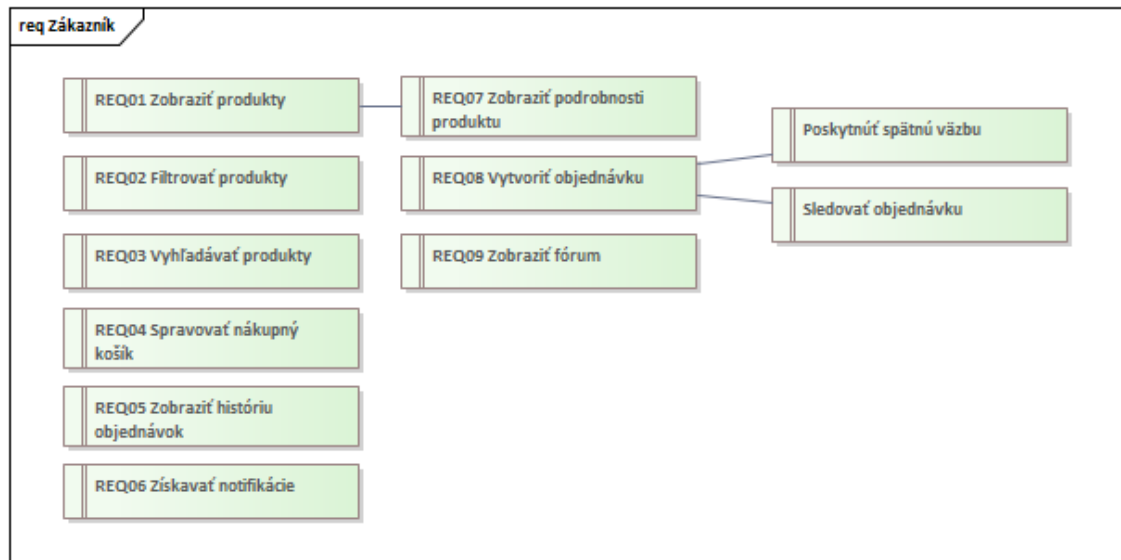 req Zákazník
REQ01 Zobraziť produkty
REQ02 Filtrovať produkty
REQ03 Vyhľadávať produkty
REQ04 Spravovať nákupný
košík
REQ05 Zobraziť históriu
objednávok
REQ06 Získavať notifikácie
REQ07 Zobraziť podrobnosti
produktu
REQ08 Vytvoriť objednávku
REQ09 Zobraziť fórum
Poskytnúť spätnú väzbu
Sledovať objednávku